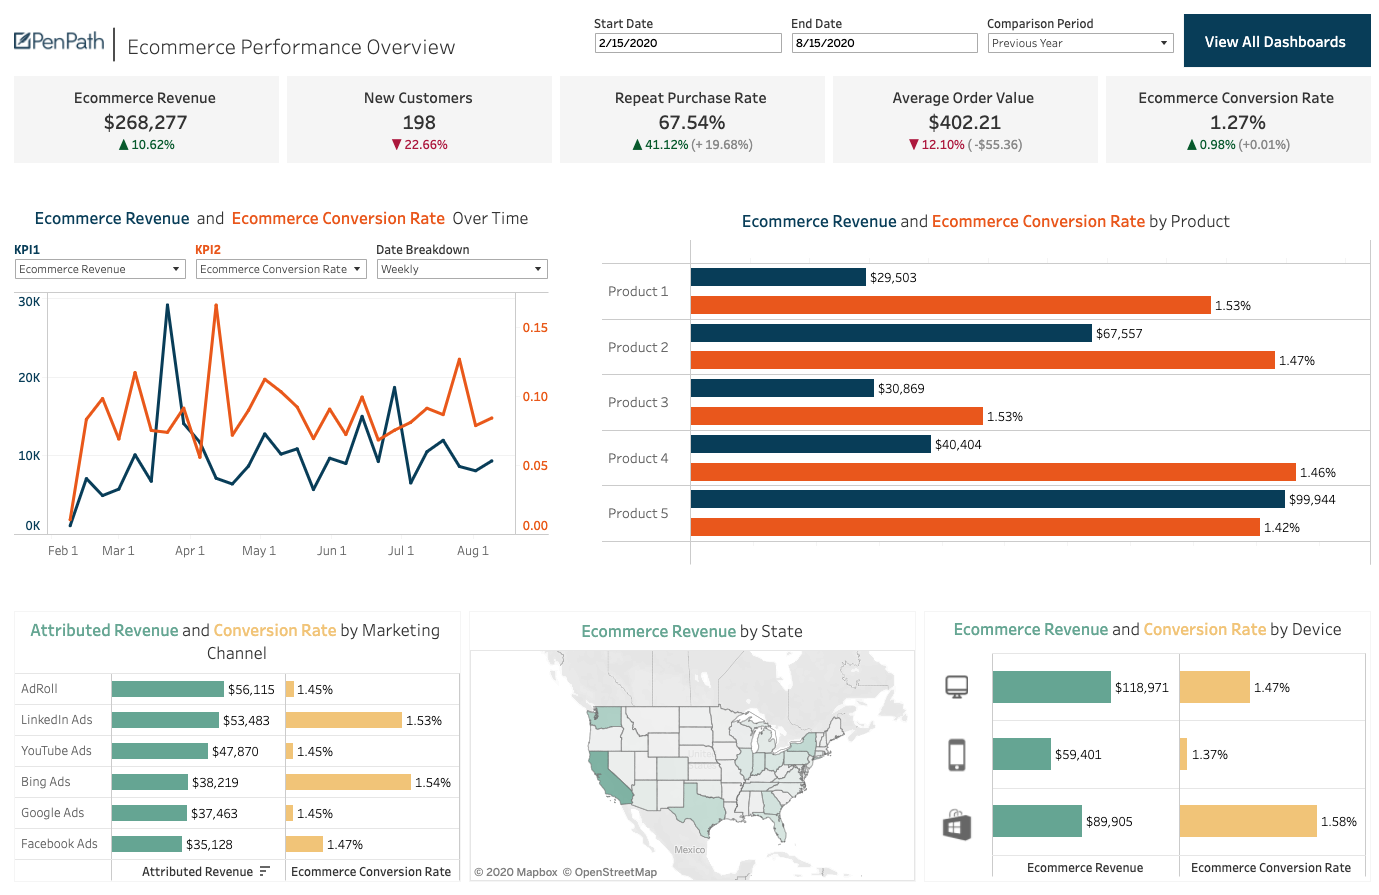 PenPath
Ecommerce Performance Overview
Start Date
2/15/2020
End Date
8/15/2020
Comparison Period
Previous Year
View All Dashboards
Ecommerce Revenue
$268,277
▲ 10.62%
New Customers
198
▼ 22.66%
Repeat Purchase Rate
67.54%
▲ 41.12% (+ 19.68%)
Average Order Value
$402.21
▼ 12.10% ( -$55.36)
Ecommerce Conversion Rate
1.27%
▲ 0.98% (+0.01%)
Ecommerce Revenue and Ecommerce Conversion Rate Over Time
KPI1
Ecommerce Revenue
KPI2
Ecommerce Conversion Rate
Date Breakdown
Weekly
30K
20K
10K
0K
0.15
0.10
0.05
0.00
Feb 1 Mar 1 Apr 1 May 1 Jun 1 Jul 1 Aug 1
Ecommerce Revenue and Ecommerce Conversion Rate by Product
Product 1
$29,503
1.53%
Product 2
$67,557
1.47%
Product 3
$30,869
1.53%
Product 4
$40,404
1.46%
Product 5
$99,944
1.42%
Attributed Revenue and Conversion Rate by Marketing
Channel
AdRoll $56,115 1.45%
LinkedIn Ads $53,483 1.53%
YouTube Ads $47,870 1.45%
Bing Ads $38,219 1.54%
Google Ads $37,463 1.45%
Facebook Ads $35,128 1.47%
Attributed Revenue Ecommerce Conversion Rate
Ecommerce Revenue by State
Mexico
© 2020 Mapbox © OpenStreetMap
Ecommerce Revenue and Conversion Rate by Device
$118,971 1.47%
$59,401 1.37%
$89,905 1.58%
Ecommerce Revenue Ecommerce Conversion Rate